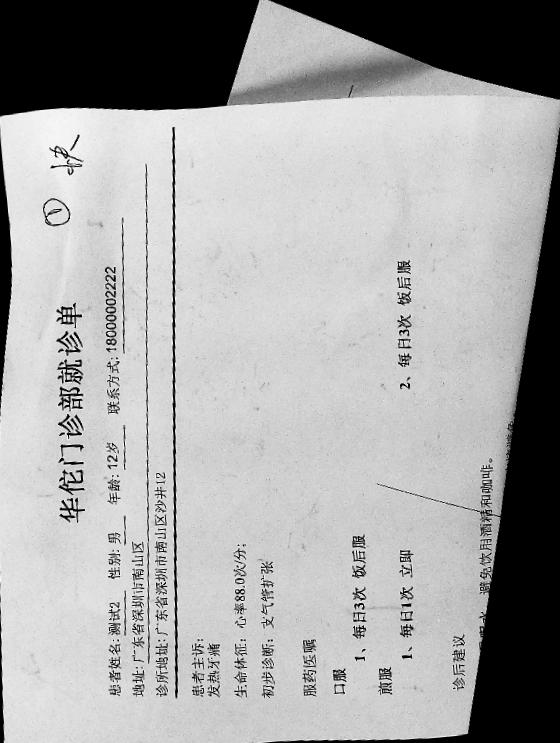 ① 快
华佗门诊部就诊单
患者姓名: 测试2 性别: 男 年龄: 12岁 联系方式: 18000002222
地址: 广东省深圳市南山区
诊所地址: 广东省深圳市南山区沙井12
患者主诉:
发热牙痛
生命体征: 心率88.0次/分;
初步诊断: 支气管扩张
服药医嘱
口服
1、每日3次 饭后服
煎服
1、每日1次 立即 2、每日3次 饭后服
诊后建议
避免饮用酒精和咖啡。